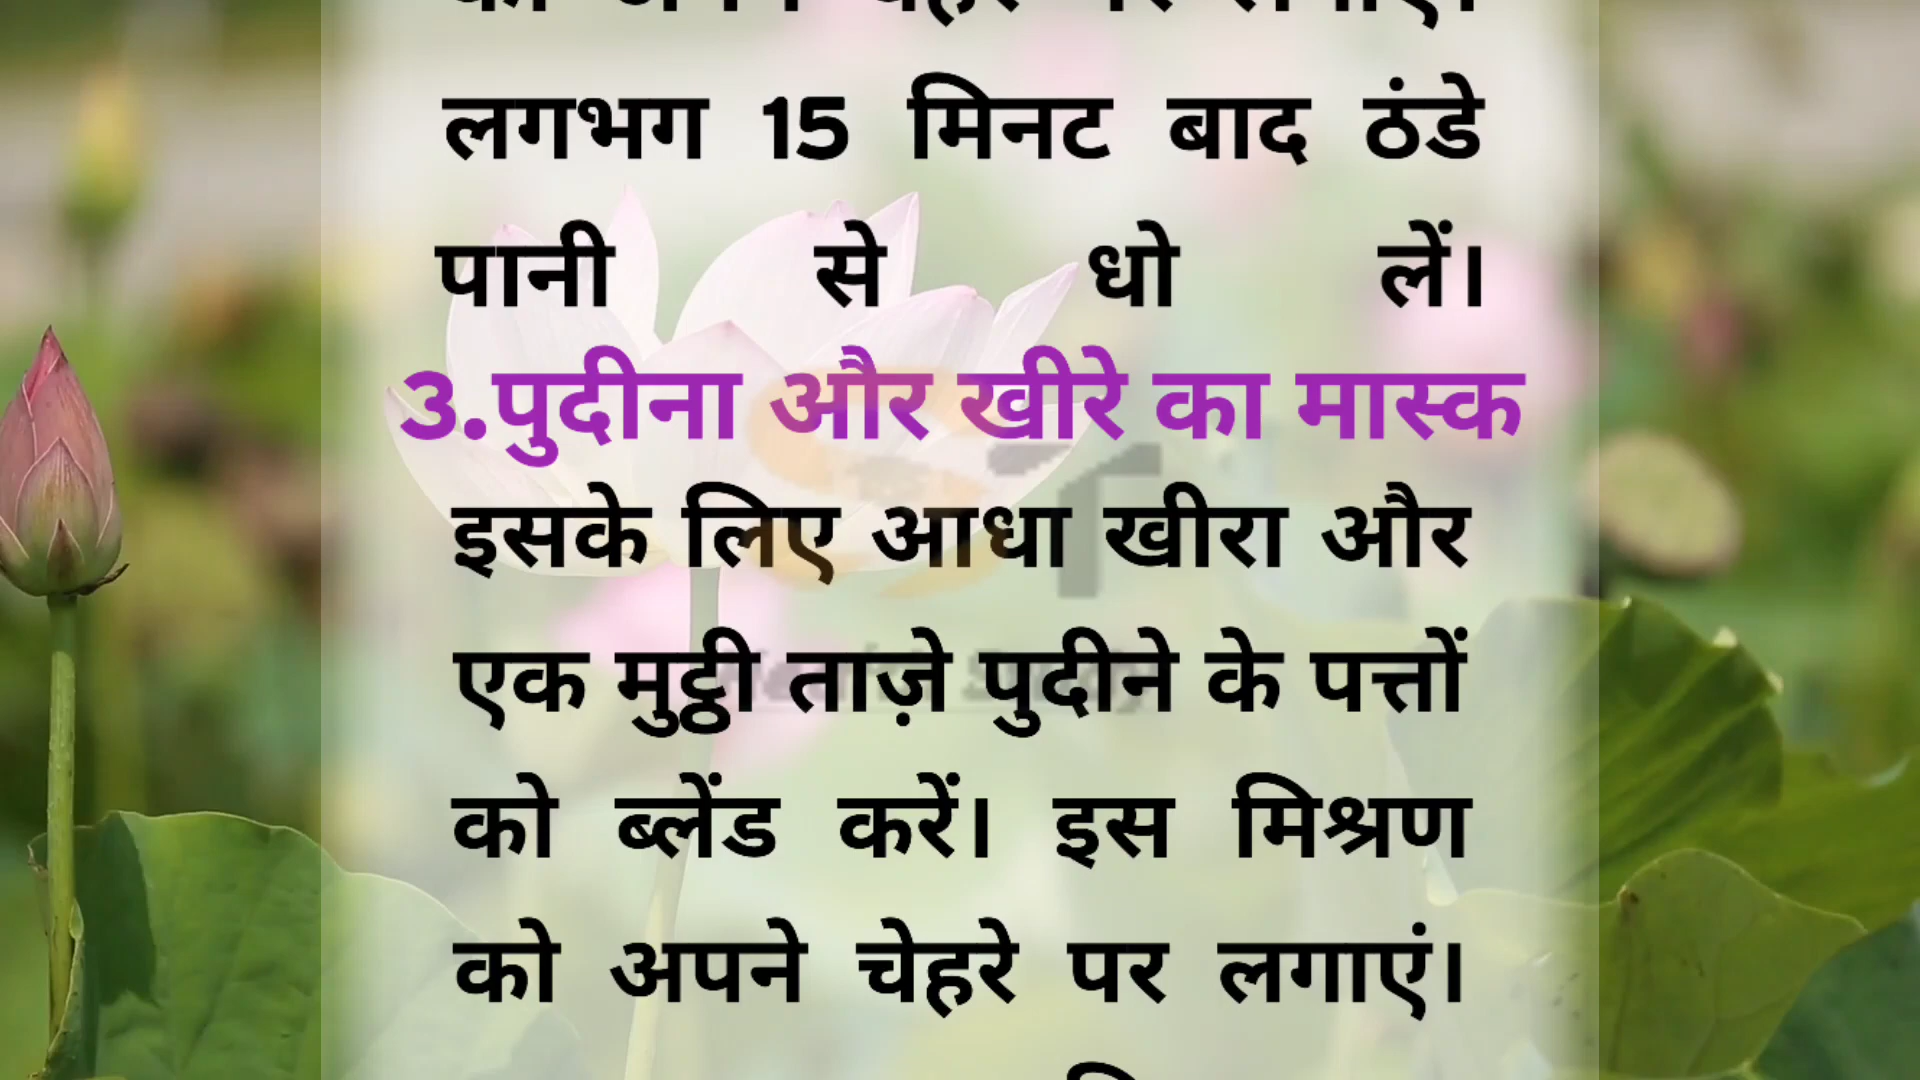 लगभग 15 मिनट बाद ठंडे
पानी से धो लें।
3.पुदीना और खीरे का मास्क
इसके लिए आधा खीरा और
एक मुट्ठी ताज़े पुदीने के पत्तों
को ब्लेंड करें। इस मिश्रण
को अपने चेहरे पर लगाएं।